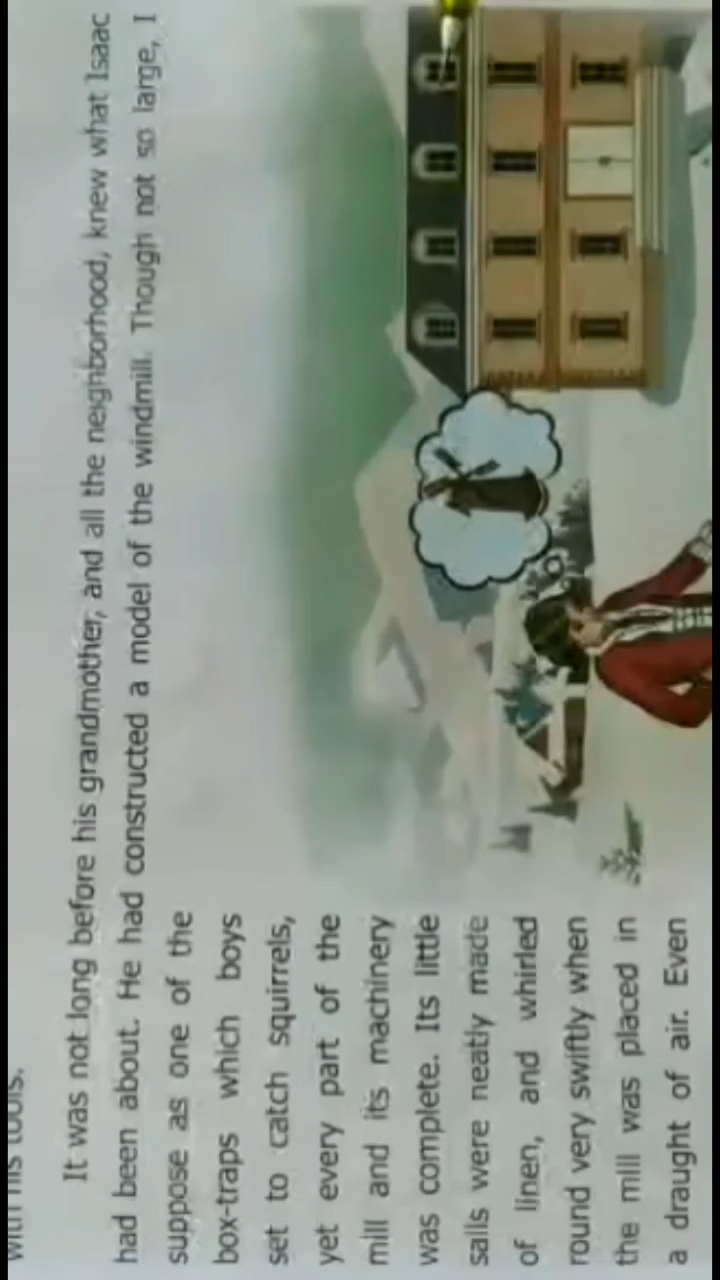 with his tools.
It was not long before his grandmother, and all the neighborhood, knew what Isaac
had been about. He had constructed a model of the windmill. Though not so large, I
suppose as one of the
box-traps which boys
set to catch squirrels,
yet every part of the
mill and its machinery
was complete. Its little
sails were neatly made
of linen, and whirled
round very swiftly when
the mill was placed in
a draught of air. Even